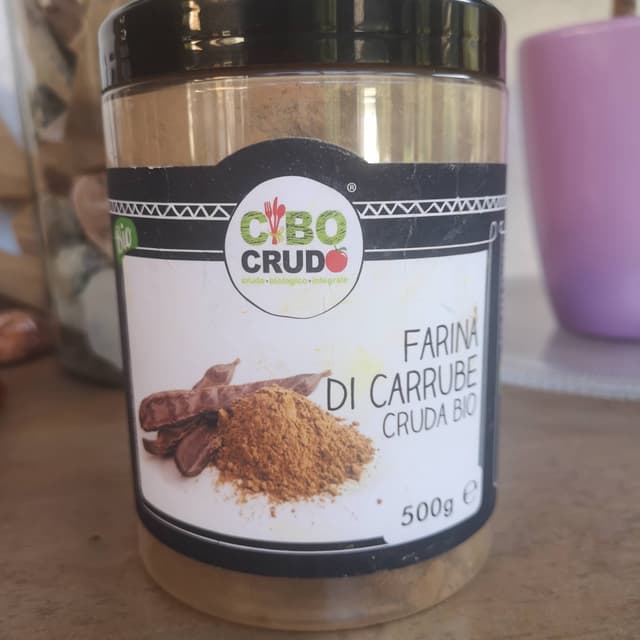 CIBO
®
CRUDO
crudo•biologico•integrale
BIO
FARINA
DI CARRUBE
CRUDA BIO
500g ℮